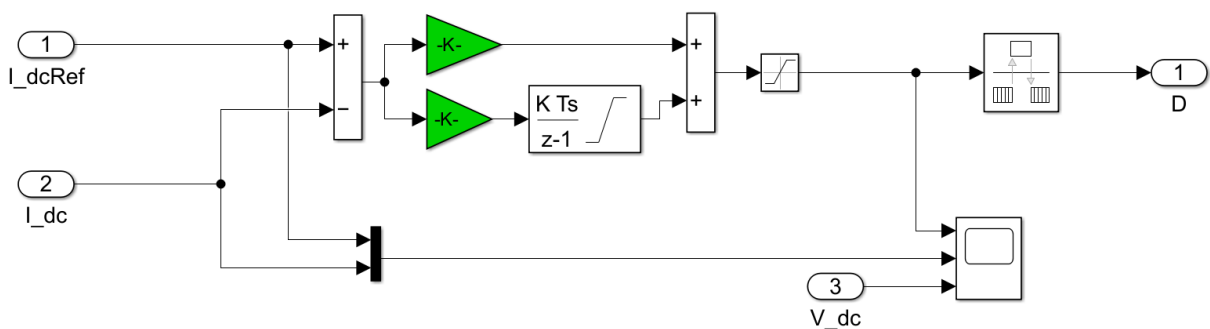 1
I_dcRef
+
−
-K-
-K-
K Ts
z-1
+
+
1
D
2
I_dc
3
V_dc